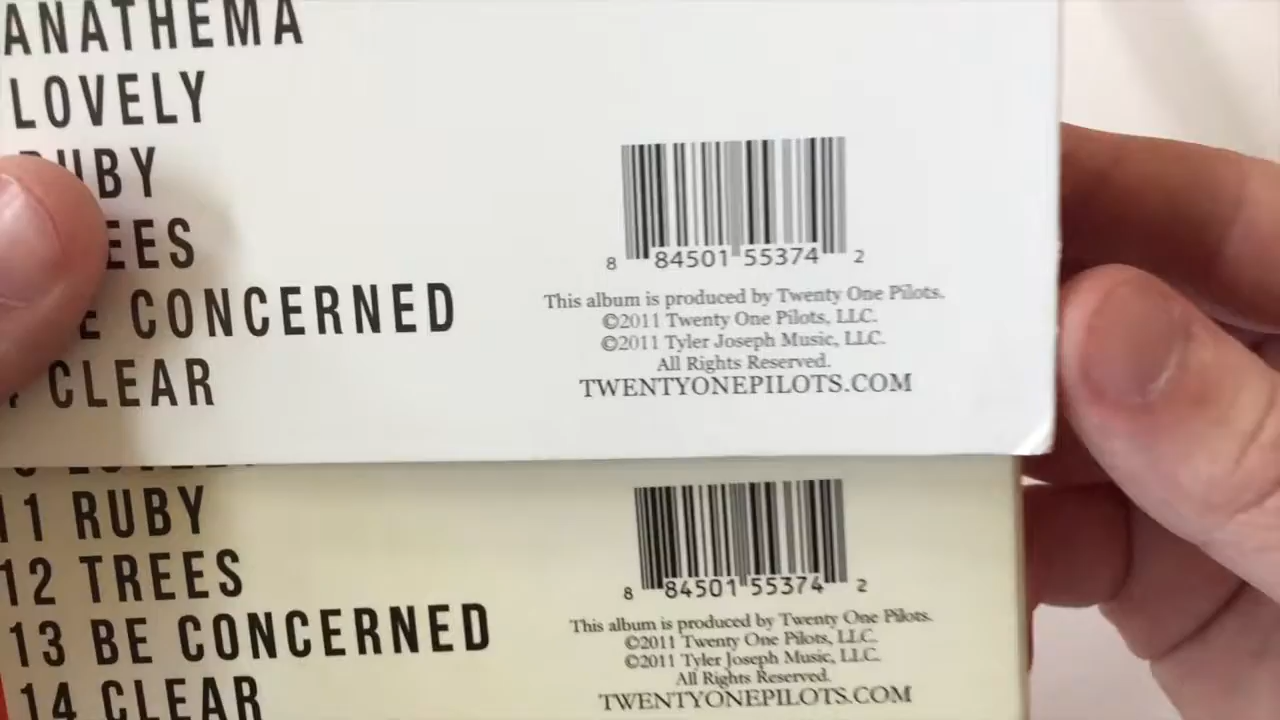 ANATHEMA
LOVELY
UBY
EES
E CONCERNED
CLEAR
8 84501 55374 2
This album is produced by Twenty One Pilots.
©2011 Twenty One Pilots, LLC.
©2011 Tyler Joseph Music, LLC.
All Rights Reserved.
TWENTYONEPILOTS.COM
11 RUBY
12 TREES
13 BE CONCERNED
14 CLEAR
8 84501 55374 2
This album is produced by Twenty One Pilots.
©2011 Twenty One Pilots, LLC.
©2011 Tyler Joseph Music, LLC.
All Rights Reserved.
TWENTYONEPILOTS.COM